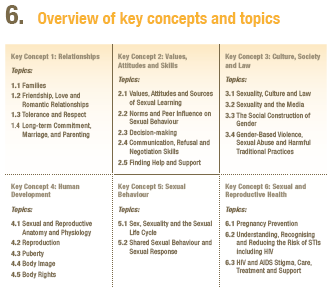 6. Overview of key concepts and topics
Key Concept 1: Relationships
Topics:
1.1 Families
1.2 Friendship, Love and
Romantic Relationships
1.3 Tolerance and Respect
1.4 Long-term Commitment,
Marriage, and Parenting
Key Concept 2: Values,
Attitudes and Skills
Topics:
2.1 Values, Attitudes and Sources
of Sexual Learning
2.2 Norms and Peer Influence on
Sexual Behaviour
2.3 Decision-making
2.4 Communication, Refusal and
Negotiation Skills
2.5 Finding Help and Support
Key Concept 3: Culture, Society
and Law
Topics:
3.1 Sexuality, Culture and Law
3.2 Sexuality and the Media
3.3 The Social Construction of
Gender
3.4 Gender-Based Violence,
Sexual Abuse and Harmful
Traditional Practices
Key Concept 4: Human
Development
Topics:
4.1 Sexual and Reproductive
Anatomy and Physiology
4.2 Reproduction
4.3 Puberty
4.4 Body Image
4.5 Body Rights
Key Concept 5: Sexual
Behaviour
Topics:
5.1 Sex, Sexuality and the Sexual
Life Cycle
5.2 Shared Sexual Behaviour and
Sexual Response
Key Concept 6: Sexual and
Reproductive Health
Topics:
6.1 Pregnancy Prevention
6.2 Understanding, Recognising
and Reducing the Risk of STIs
including HIV
6.3 HIV and AIDS Stigma, Care,
Treatment and Support